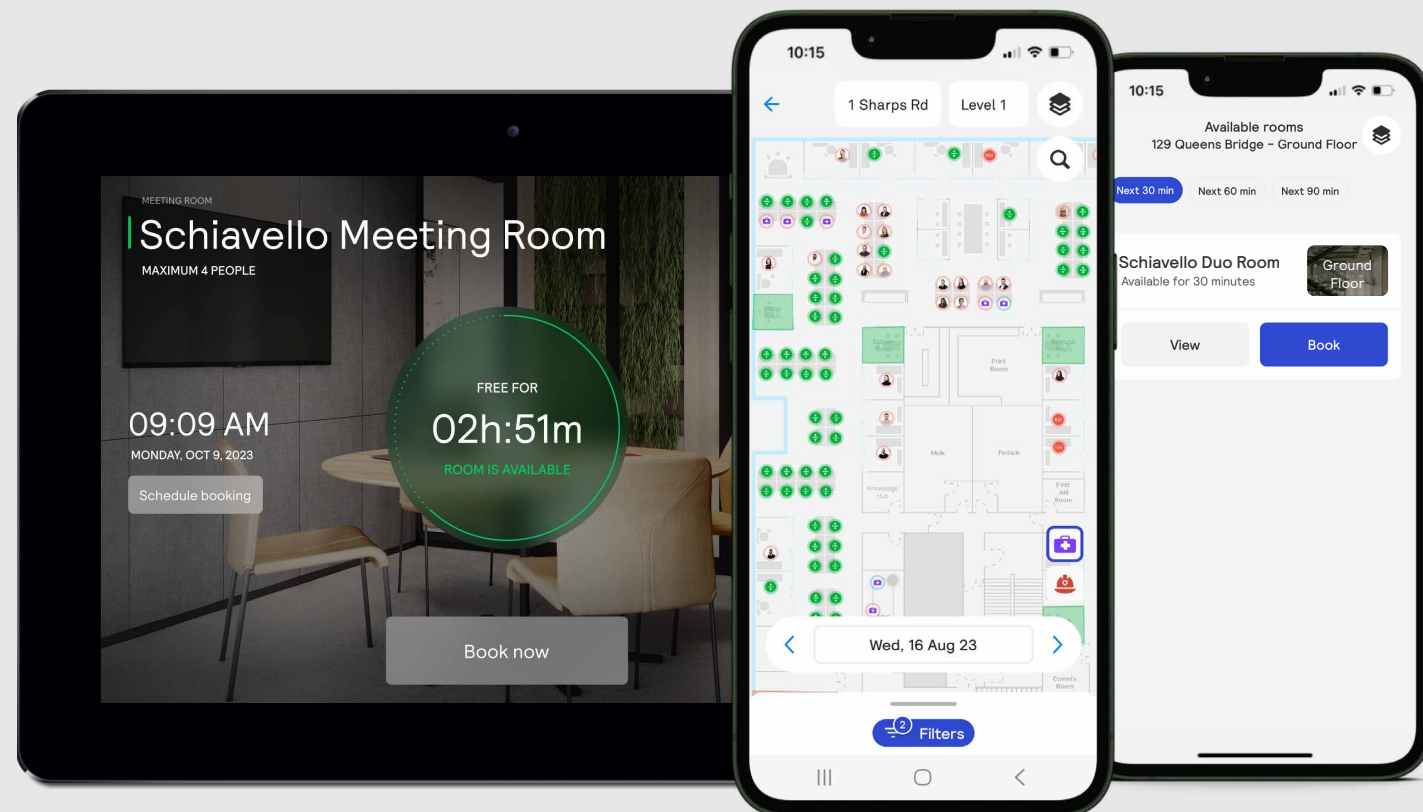 MEETING ROOM
Schiavello Meeting Room
MAXIMUM 4 PEOPLE
FREE FOR
02h:51m
ROOM IS AVAILABLE
09:09 AM
MONDAY, OCT 9, 2023
Schedule booking
Book now
10:15
1 Sharps Rd
Level 1
Print
Room
Male
Female
Knowledge
Hub
First
Aid
Room
Wed, 16 Aug 23
Room
2
Filters
10:15
Available rooms
129 Queens Bridge - Ground Floor
Next 30 min
Next 60 min
Next 90 min
Schiavello Duo Room
Available for 30 minutes
Ground
Floor
View
Book